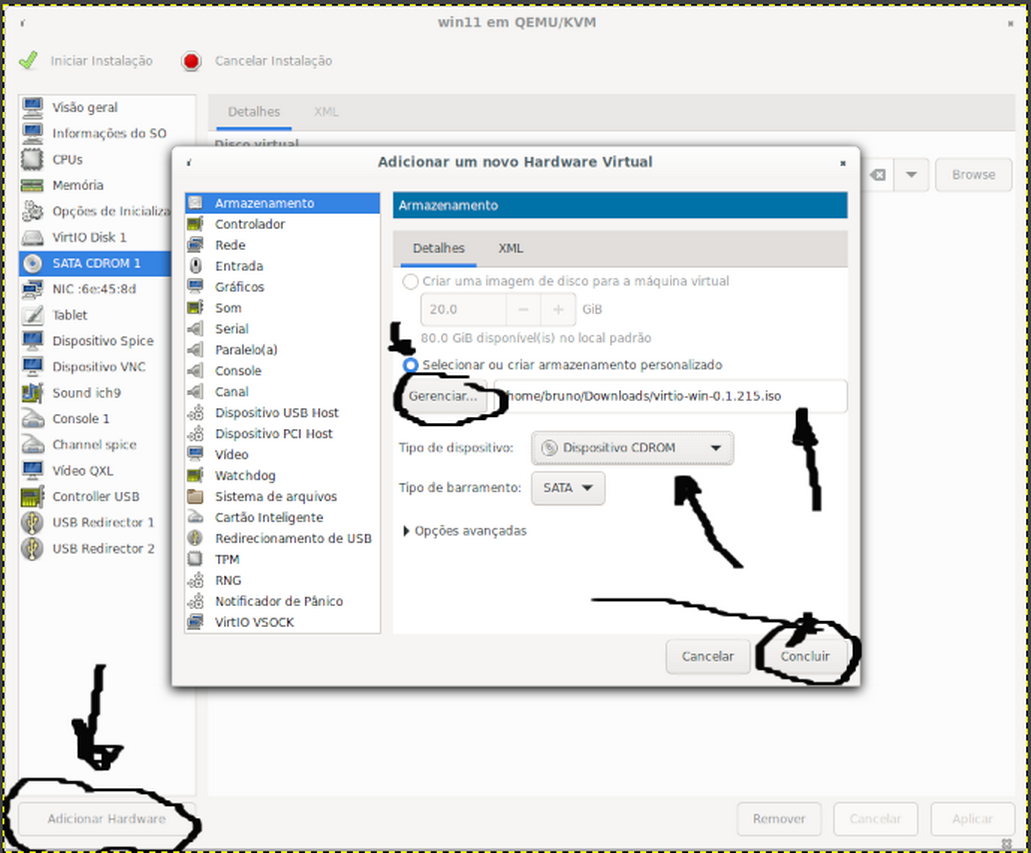 win11 em QEMU/KVM
Iniciar Instalação
Cancelar Instalação
Visão geral
Informações do SO
CPUs
Memória
Opções de Inicializa
VirtIO Disk 1
SATA CDROM 1
NIC :6e:45:8d
Tablet
Dispositivo Spice
Dispositivo VNC
Sound ich9
Console 1
Channel spice
Vídeo QXL
Controller USB
USB Redirector 1
USB Redirector 2
Adicionar Hardware
Detalhes
XML
Disco virtual
Browse
Adicionar um novo Hardware Virtual
Armazenamento
Controlador
Rede
Entrada
Gráficos
Som
Serial
Paralelo(a)
Console
Canal
Dispositivo USB Host
Dispositivo PCI Host
Vídeo
Watchdog
Sistema de arquivos
Cartão Inteligente
Redirecionamento de USB
TPM
RNG
Notificador de Pânico
VirtIO VSOCK
Armazenamento
Detalhes
XML
Criar uma imagem de disco para a máquina virtual
20.0 − + GiB
80.0 GiB disponível(is) no local padrão
Selecionar ou criar armazenamento personalizado
Gerenciar... home/bruno/Downloads/virtio-win-0.1.215.iso
Tipo de dispositivo: Dispositivo CDROM
Tipo de barramento: SATA
Opções avançadas
Cancelar
Concluir
Remover
Cancelar
Aplicar